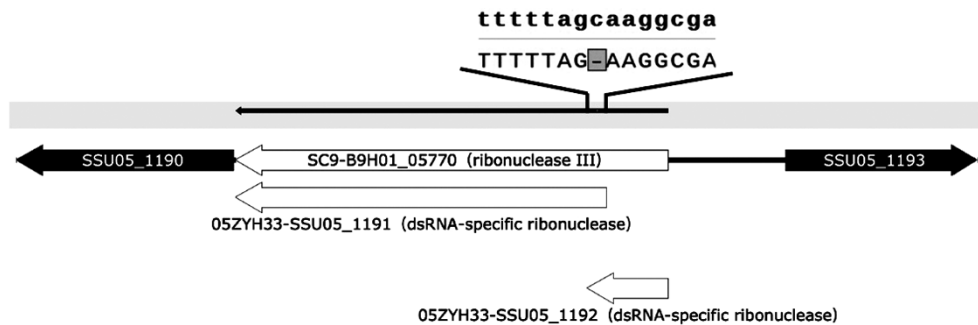 tttttagcaaggcga
TTTTTAG-AAGGCGA
SSU05_1190
SC9-B9H01_05770 (ribonuclease III)
SSU05_1193
05ZYH33-SSU05_1191 (dsRNA-specific ribonuclease)
05ZYH33-SSU05_1192 (dsRNA-specific ribonuclease)